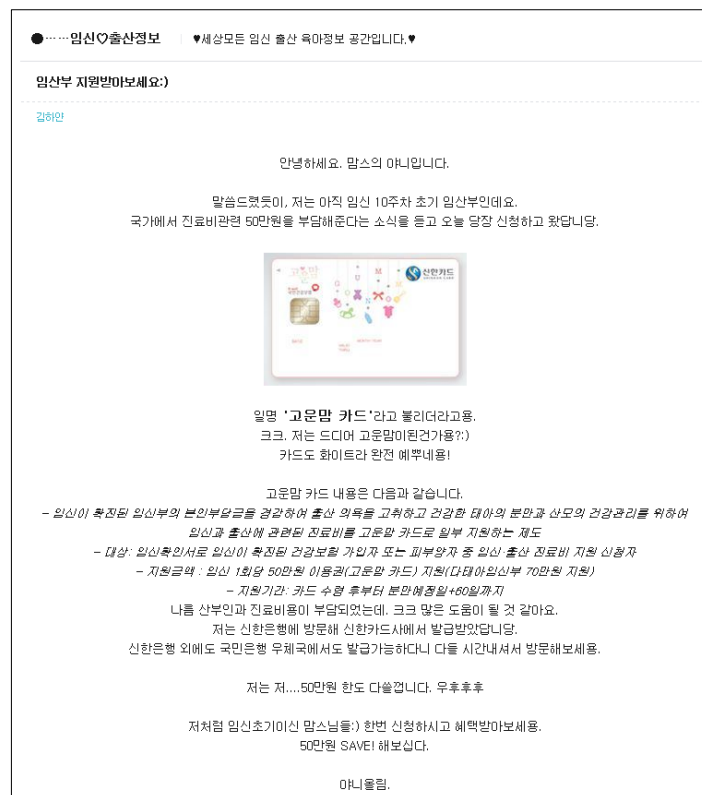 ●……임신♡출산정보 ♥세상모든 임신 출산 육아정보 공간입니다.♥
임산부 지원받아보세요:)
김하얀
안녕하세요. 맘스의 야니입니다.
말씀드렸듯이, 저는 아직 임신 10주차 초기 임산부인데요.
국가에서 진료비관련 50만원을 부담해준다는 소식을 듣고 오늘 당장 신청하고 왔답니당.
고운맘
신한카드
일명 '고운맘 카드'라고 불리더라고용.
크크. 저는 드디어 고운맘이된건가용?:)
카드도 화이트라 완전 예쁘네용!
고운맘 카드 내용은 다음과 같습니다.
- 임신이 확진된 임신부의 본인부담금을 경감하여 출산 의욕을 고취하고 건강한 태아의 분만과 산모의 건강관리를 위하여
임신과 출산에 관련된 진료비를 고운맘 카드로 일부 지원하는 제도
- 대상: 임신확인서로 임신이 확진된 건강보험 가입자 또는 피부양자 중 임신·출산 진료비 지원 신청자
- 지원금액 : 임신 1회당 50만원 이용권(고운맘 카드) 지원(다태아임신부 70만원 지원)
- 지원기간: 카드 수령 후부터 분만예정일+60일까지
나름 산부인과 진료비용이 부담되었는데. 크크 많은 도움이 될 것 같아요.
저는 신한은행에 방문해 신한카드사에서 발급받았답니당.
신한은행 외에도 국민은행 우체국에서도 발급가능하다니 다들 시간내셔서 방문해보세용.
저는 저....50만원 한도 다쓸껍니다. 우후후후
저처럼 임신초기이신 맘스님들:) 한번 신청하시고 혜택받아보세용.
50만원 SAVE! 해보십다.
야니올림.